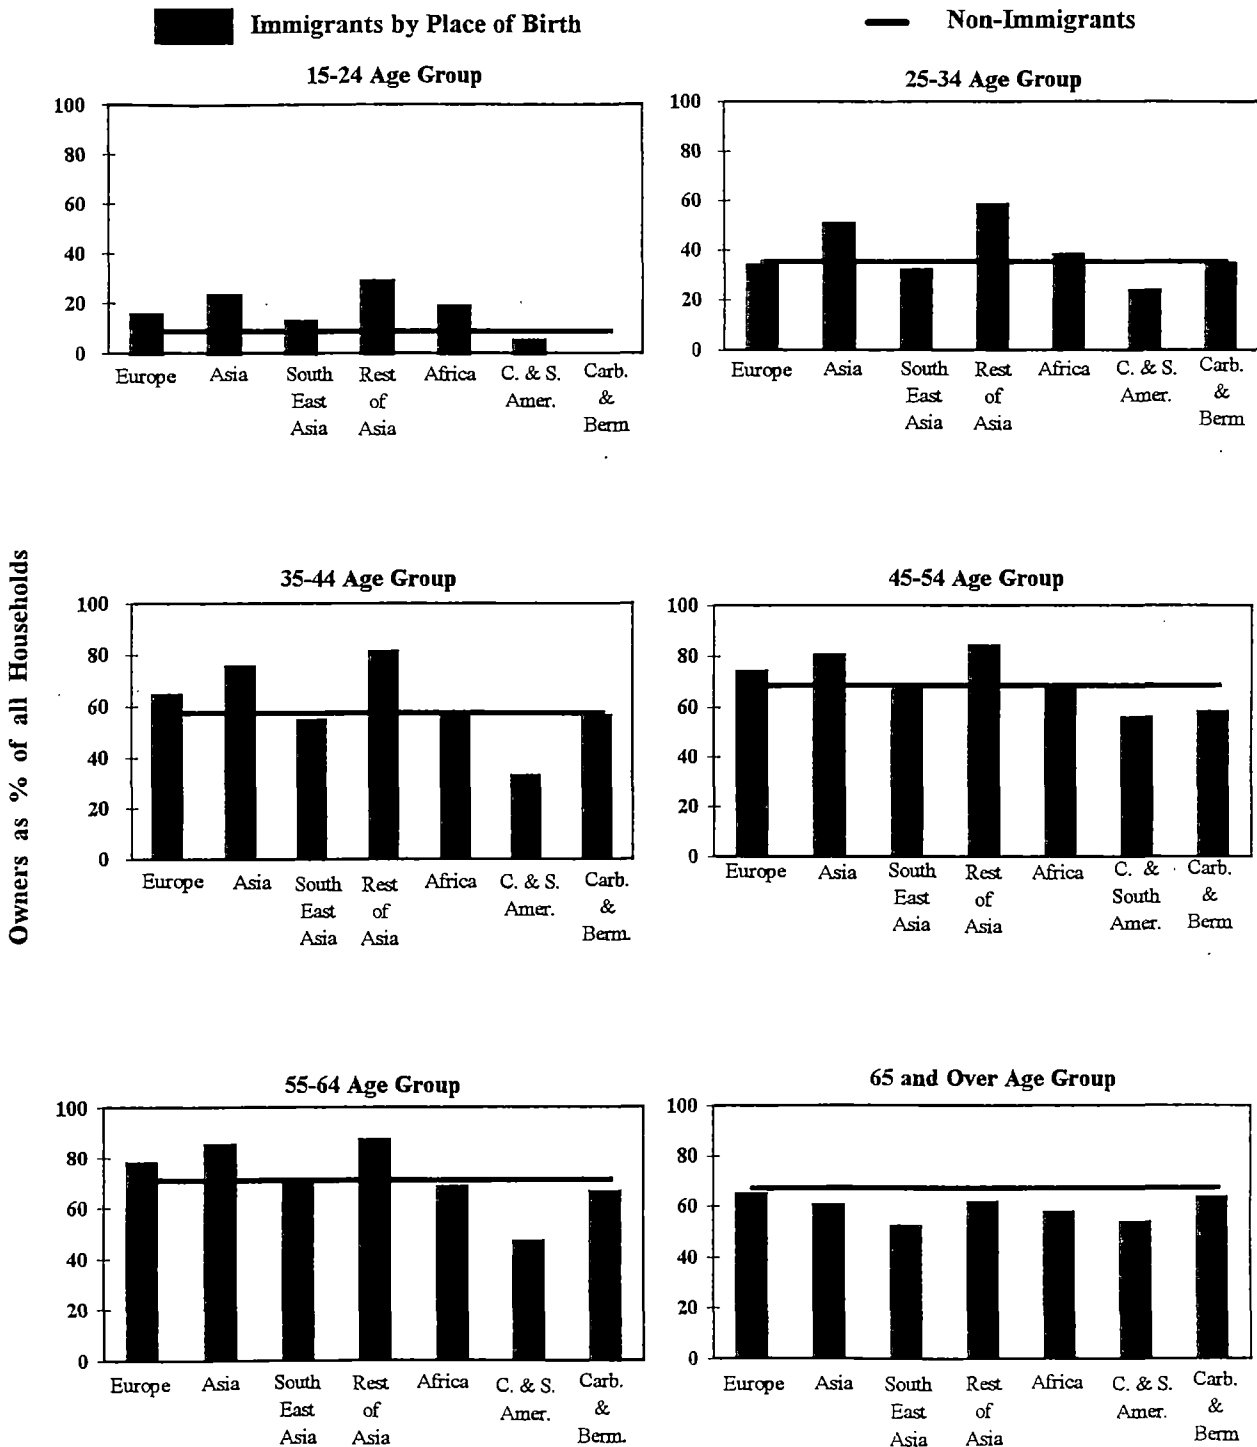 Immigrants by Place of Birth
Non-Immigrants
Owners as % of all Households
15-24 Age Group
100
80
60
40
20
0
Europe
Asia
South
East
Asia
Rest
of
Asia
Africa
C. & S.
Amer.
Carb.
&
Berm
25-34 Age Group
100
80
60
40
20
0
Europe
Asia
South
East
Asia
Rest
of
Asia
Africa
C. & S.
Amer.
Carb.
&
Berm
35-44 Age Group
100
80
60
40
20
0
Europe
Asia
South
East
Asia
Rest
of
Asia
Africa
C. & S.
Amer.
Carb.
&
Berm.
45-54 Age Group
100
80
60
40
20
0
Europe
Asia
South
East
Asia
Rest
of
Asia
Africa
C. &
South
Amer.
Carb.
&
Berm
55-64 Age Group
100
80
60
40
20
0
Europe
Asia
South
East
Asia
Rest
of
Asia
Africa
C. & S.
Amer.
Carb.
&
Berm.
65 and Over Age Group
100
80
60
40
20
0
Europe
Asia
South
East
Asia
Rest
of
Asia
Africa
C. & S.
Amer.
Carb.
&
Berm